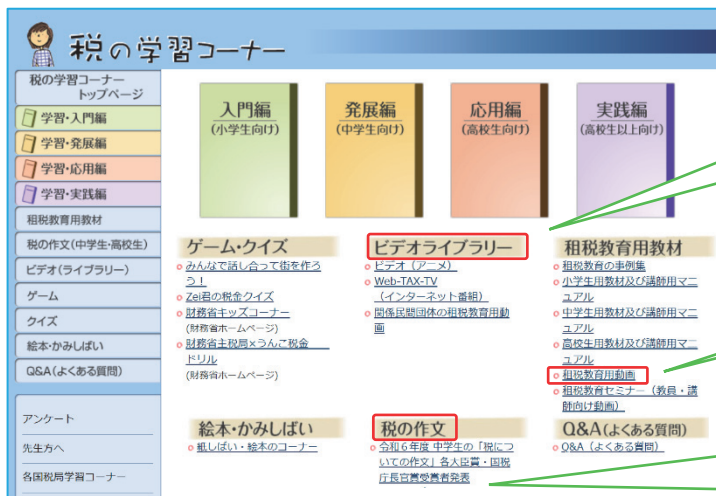 税の学習コーナー
税の学習コーナー
トップページ
学習・入門編
学習・発展編
学習・応用編
学習・実践編
租税教育用教材
税の作文(中学生・高校生)
ビデオ(ライブラリー)
ゲーム
クイズ
絵本・かみしばい
Q&A(よくある質問)
アンケート
先生方へ
各国税局学習コーナー
入門編
(小学生向け)
発展編
(中学生向け)
応用編
(高校生向け)
実践編
(高校生以上向け)
ゲーム・クイズ
みんなで話し合って街を作ろ
う!
Zei君の税金クイズ
財務省キッズコーナー
(財務省ホームページ)
財務省主税局×うんこ税金
ドリル
(財務省ホームページ)
ビデオライブラリー
ビデオ(アニメ)
Web-TAX-TV
(インターネット番組)
関係民間団体の租税教育用動
画
租税教育用教材
租税教育の事例集
小学生用教材及び講師用マニ
ュアル
中学生用教材及び講師用マニ
ュアル
高校生用教材及び講師用マニ
ュアル
租税教育用動画
租税教育セミナー(教員・講
師向け動画)
絵本・かみしばい
紙しばい・絵本のコーナー
税の作文
令和6年度 中学生の「税につ
いての作文」各大臣賞・国税
庁長官賞受賞者発表
Q&A(よくある質問)
Q&A(よくある質問)